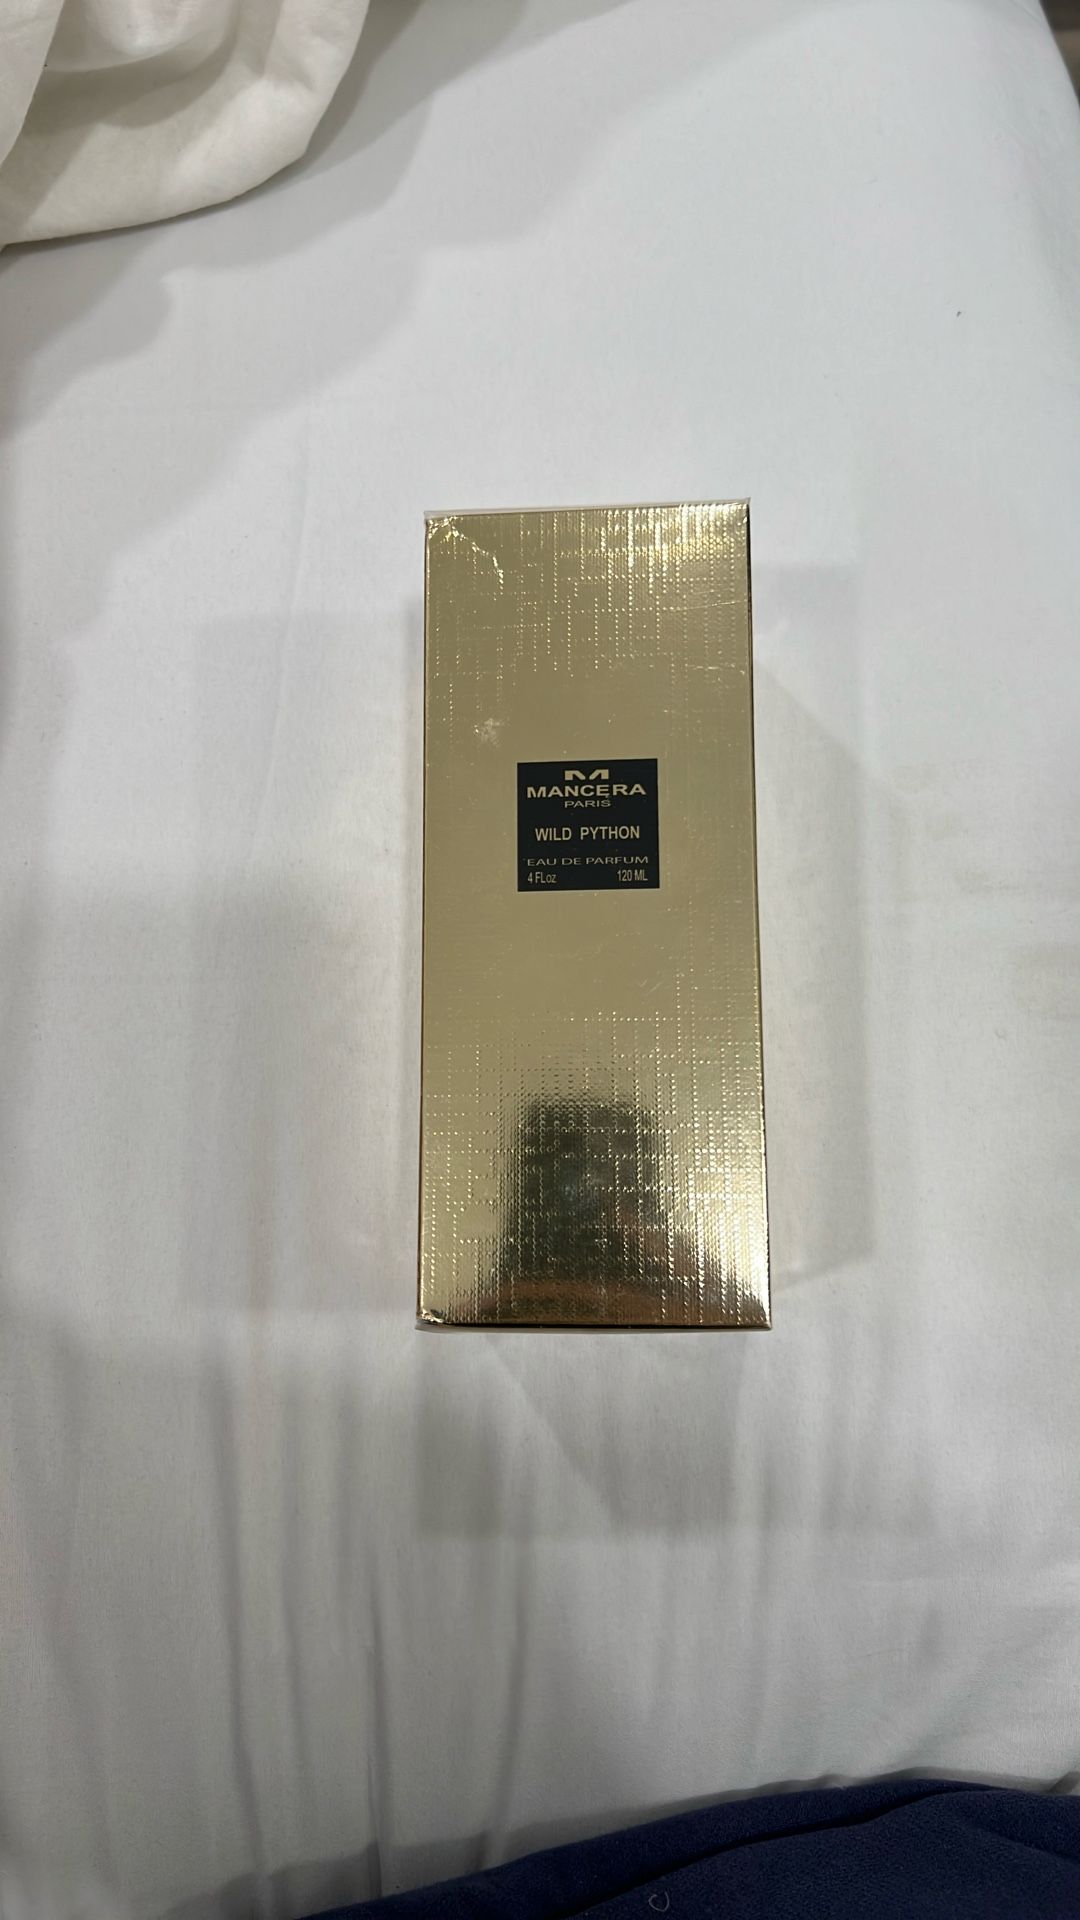 M
MANCERA
PARIS
WILD PYTHON
EAU DE PARFUM
4 FLoz 120 ML